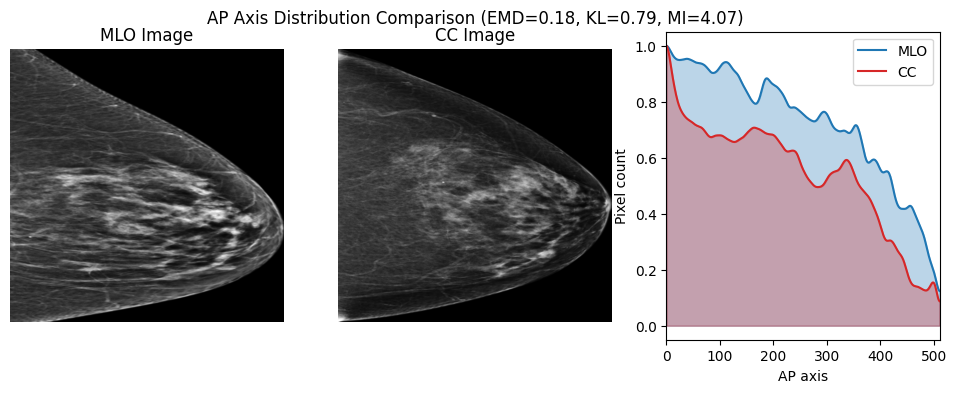 AP Axis Distribution Comparison (EMD=0.18, KL=0.79, MI=4.07)
MLO Image
CC Image
MLO
CC
Pixel count
1.0
0.8
0.6
0.4
0.2
0.0
0 100 200 300 400 500
AP axis